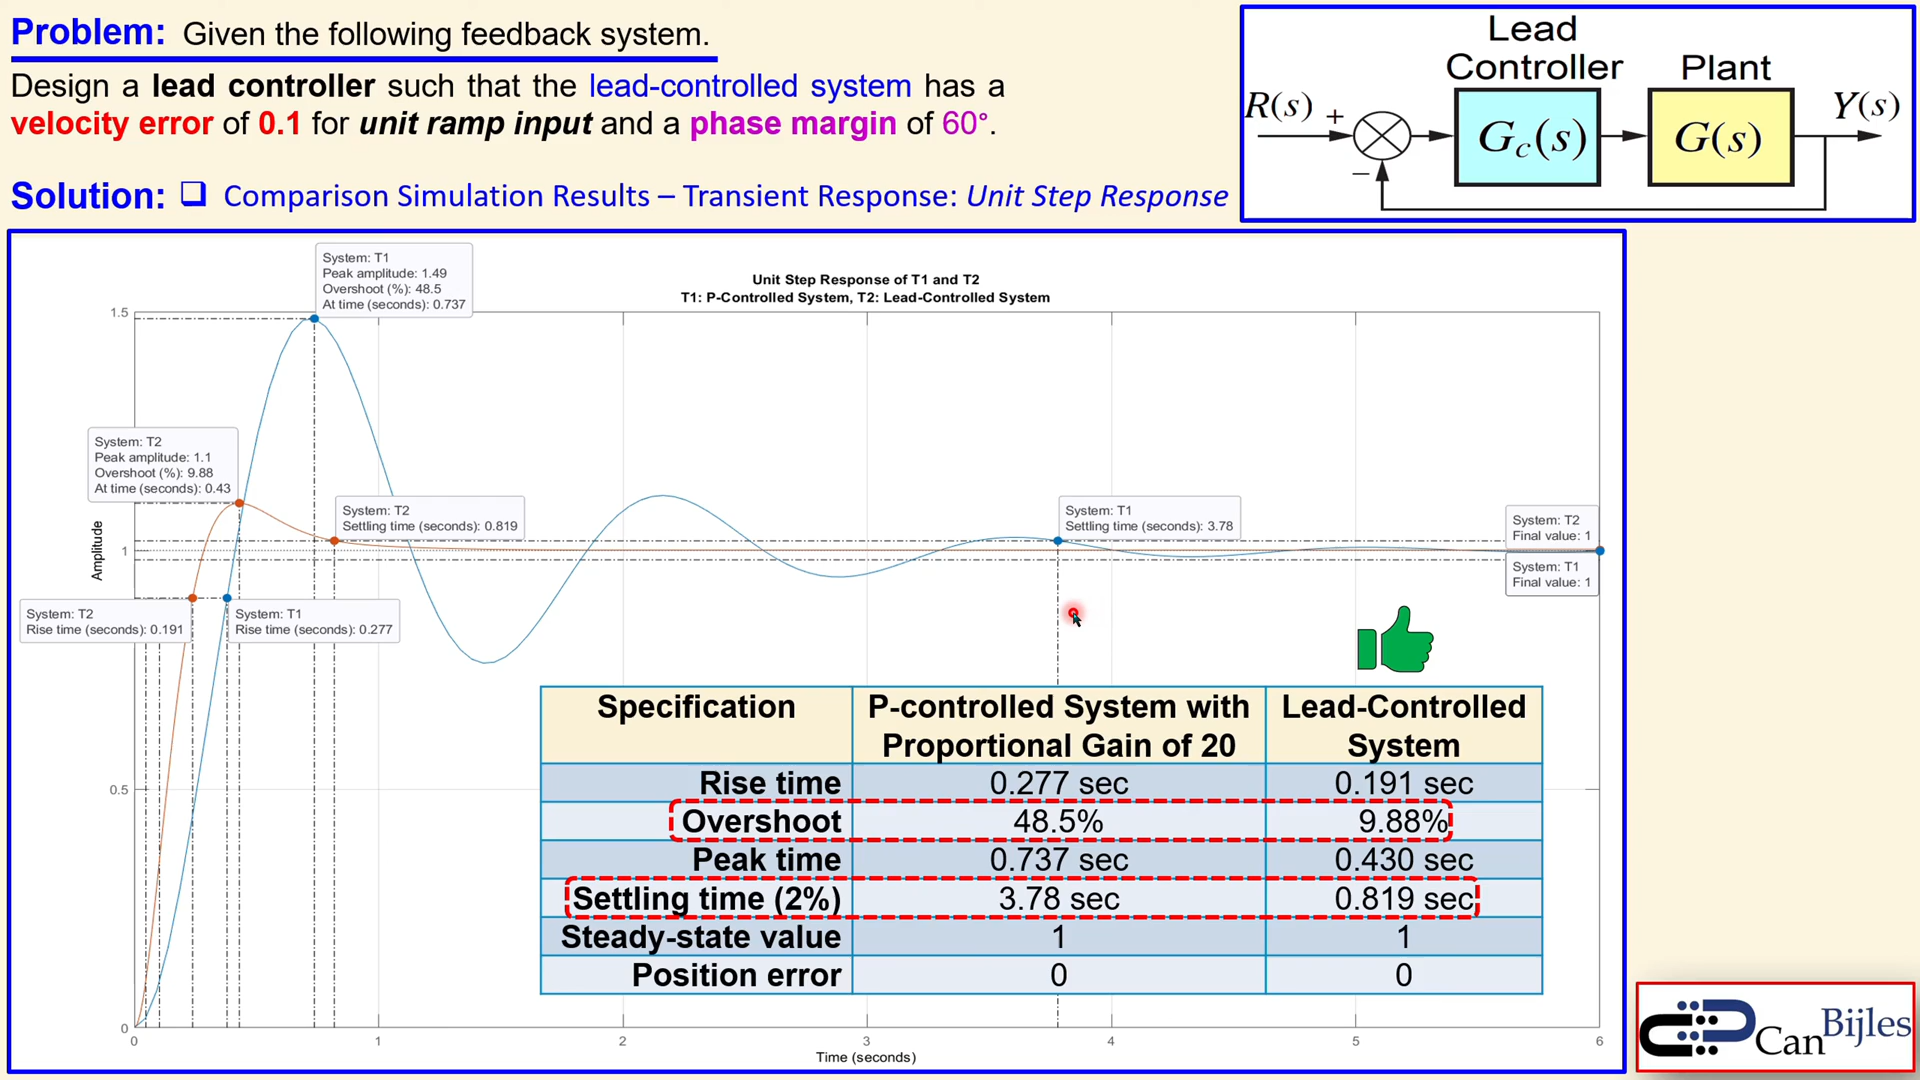 Problem: Given the following feedback system.
Design a lead controller such that the lead-controlled system has a
velocity error of 0.1 for unit ramp input and a phase margin of 60°.
Lead
Controller
Plant
R(s)
+
−
Gc(s)
G(s)
Y(s)
Solution: ❑ Comparison Simulation Results – Transient Response: Unit Step Response
Unit Step Response of T1 and T2
T1: P-Controlled System, T2: Lead-Controlled System
System: T1
Peak amplitude: 1.49
Overshoot (%): 48.5
At time (seconds): 0.737
System: T2
Peak amplitude: 1.1
Overshoot (%): 9.88
At time (seconds): 0.43
System: T2
Settling time (seconds): 0.819
System: T1
Settling time (seconds): 3.78
System: T2
Final value: 1
System: T1
Final value: 1
System: T2
Rise time (seconds): 0.191
System: T1
Rise time (seconds): 0.277
Amplitude
1.5
1
0.5
0
0 1 2 3 4 5 6
Time (seconds)
Specification P-controlled System with Lead-Controlled
Proportional Gain of 20 System
Rise time 0.277 sec 0.191 sec
Overshoot 48.5% 9.88%
Peak time 0.737 sec 0.430 sec
Settling time (2%) 3.78 sec 0.819 sec
Steady-state value 1 1
Position error 0 0
Can Bijles